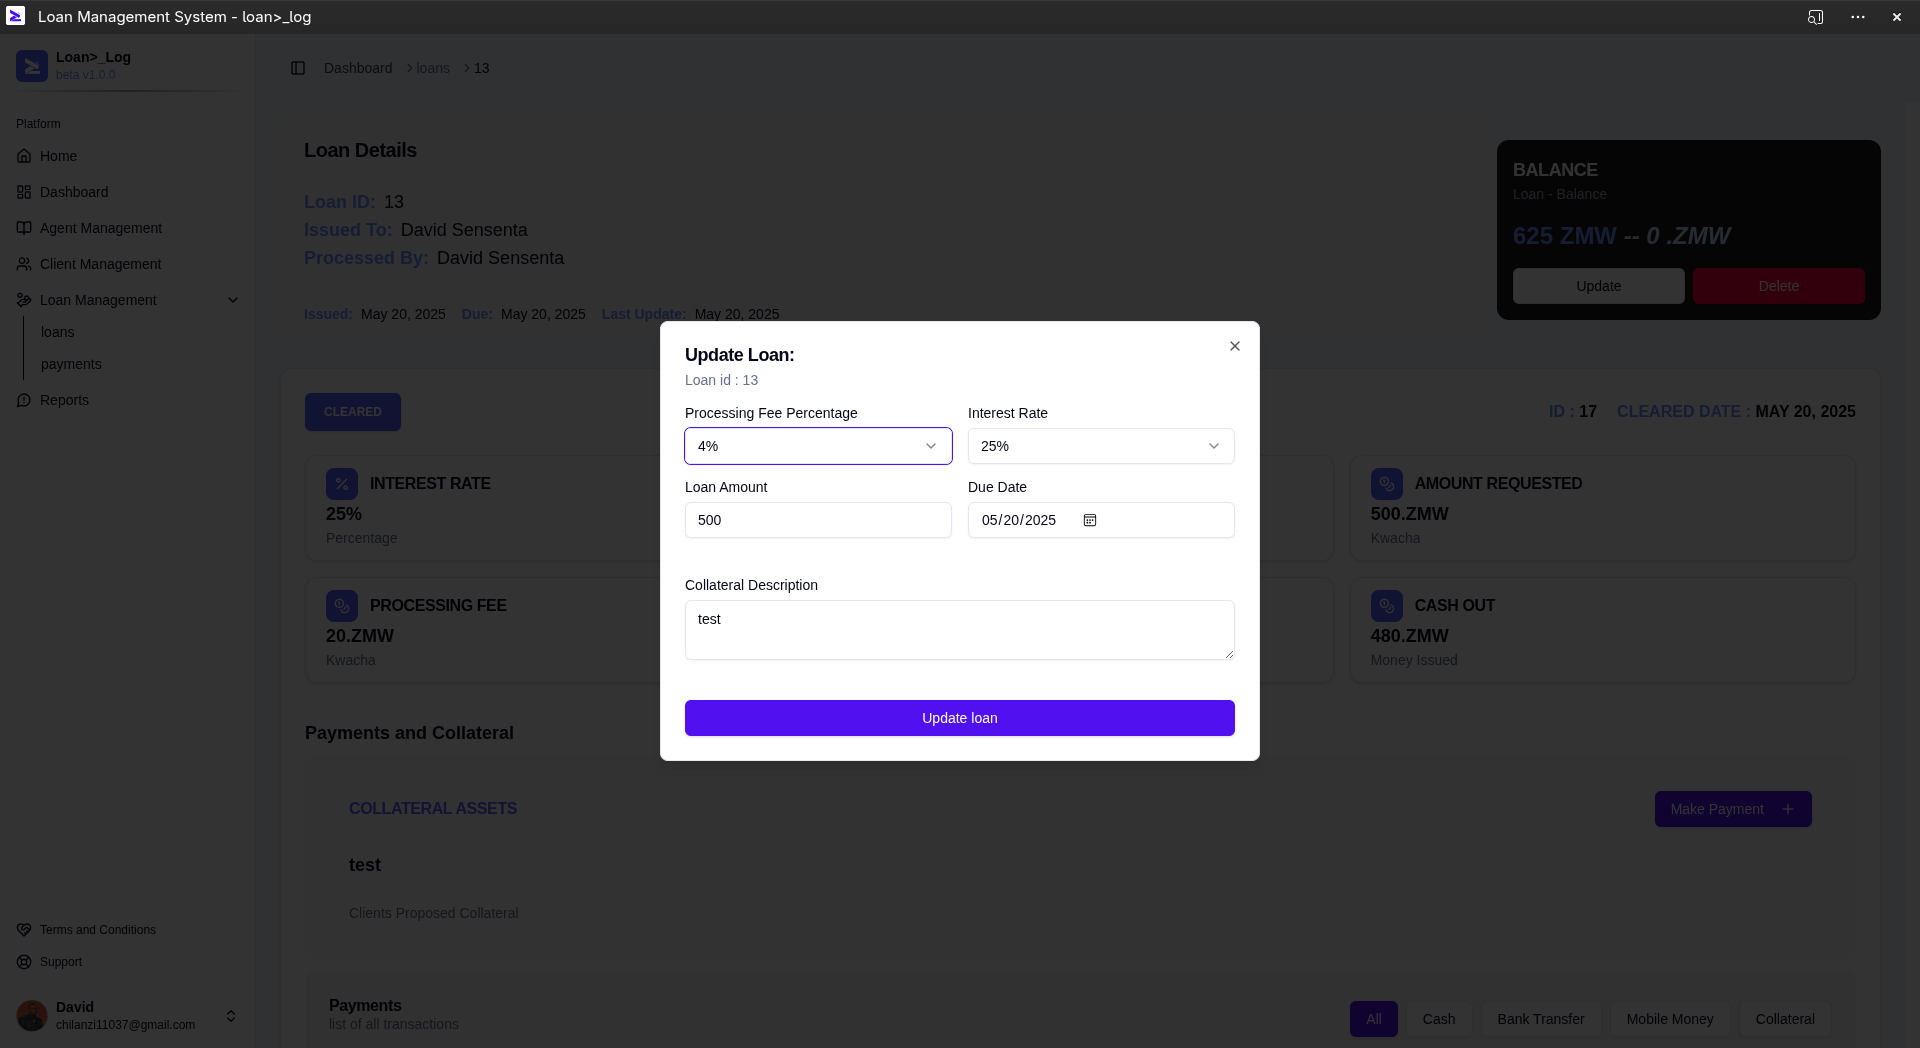 Loan Management System - loan>_log
Loan>_Log
beta v1.0.0
Platform
Home
Dashboard
Agent Management
Client Management
Loan Management
loans
payments
Reports
Terms and Conditions
Support
David
chilanzi11037@gmail.com
Dashboard > loans > 13
Loan Details
Loan ID: 13
Issued To: David Sensenta
Processed By: David Sensenta
Issued: May 20, 2025 Due: May 20, 2025 Last Update: May 20, 2025
BALANCE
Loan - Balance
625 ZMW -- 0 .ZMW
Update Delete
CLEARED
ID : 17 CLEARED DATE : MAY 20, 2025
INTEREST RATE
25%
Percentage
AMOUNT REQUESTED
500.ZMW
Kwacha
PROCESSING FEE
20.ZMW
Kwacha
CASH OUT
480.ZMW
Money Issued
Update Loan:
Loan id : 13
Processing Fee Percentage Interest Rate
4% 25%
Loan Amount Due Date
500 05/20/2025
Collateral Description
test
Update loan
Payments and Collateral
COLLATERAL ASSETS
Make Payment +
test
Clients Proposed Collateral
Payments
list of all transactions
All Cash Bank Transfer Mobile Money Collateral